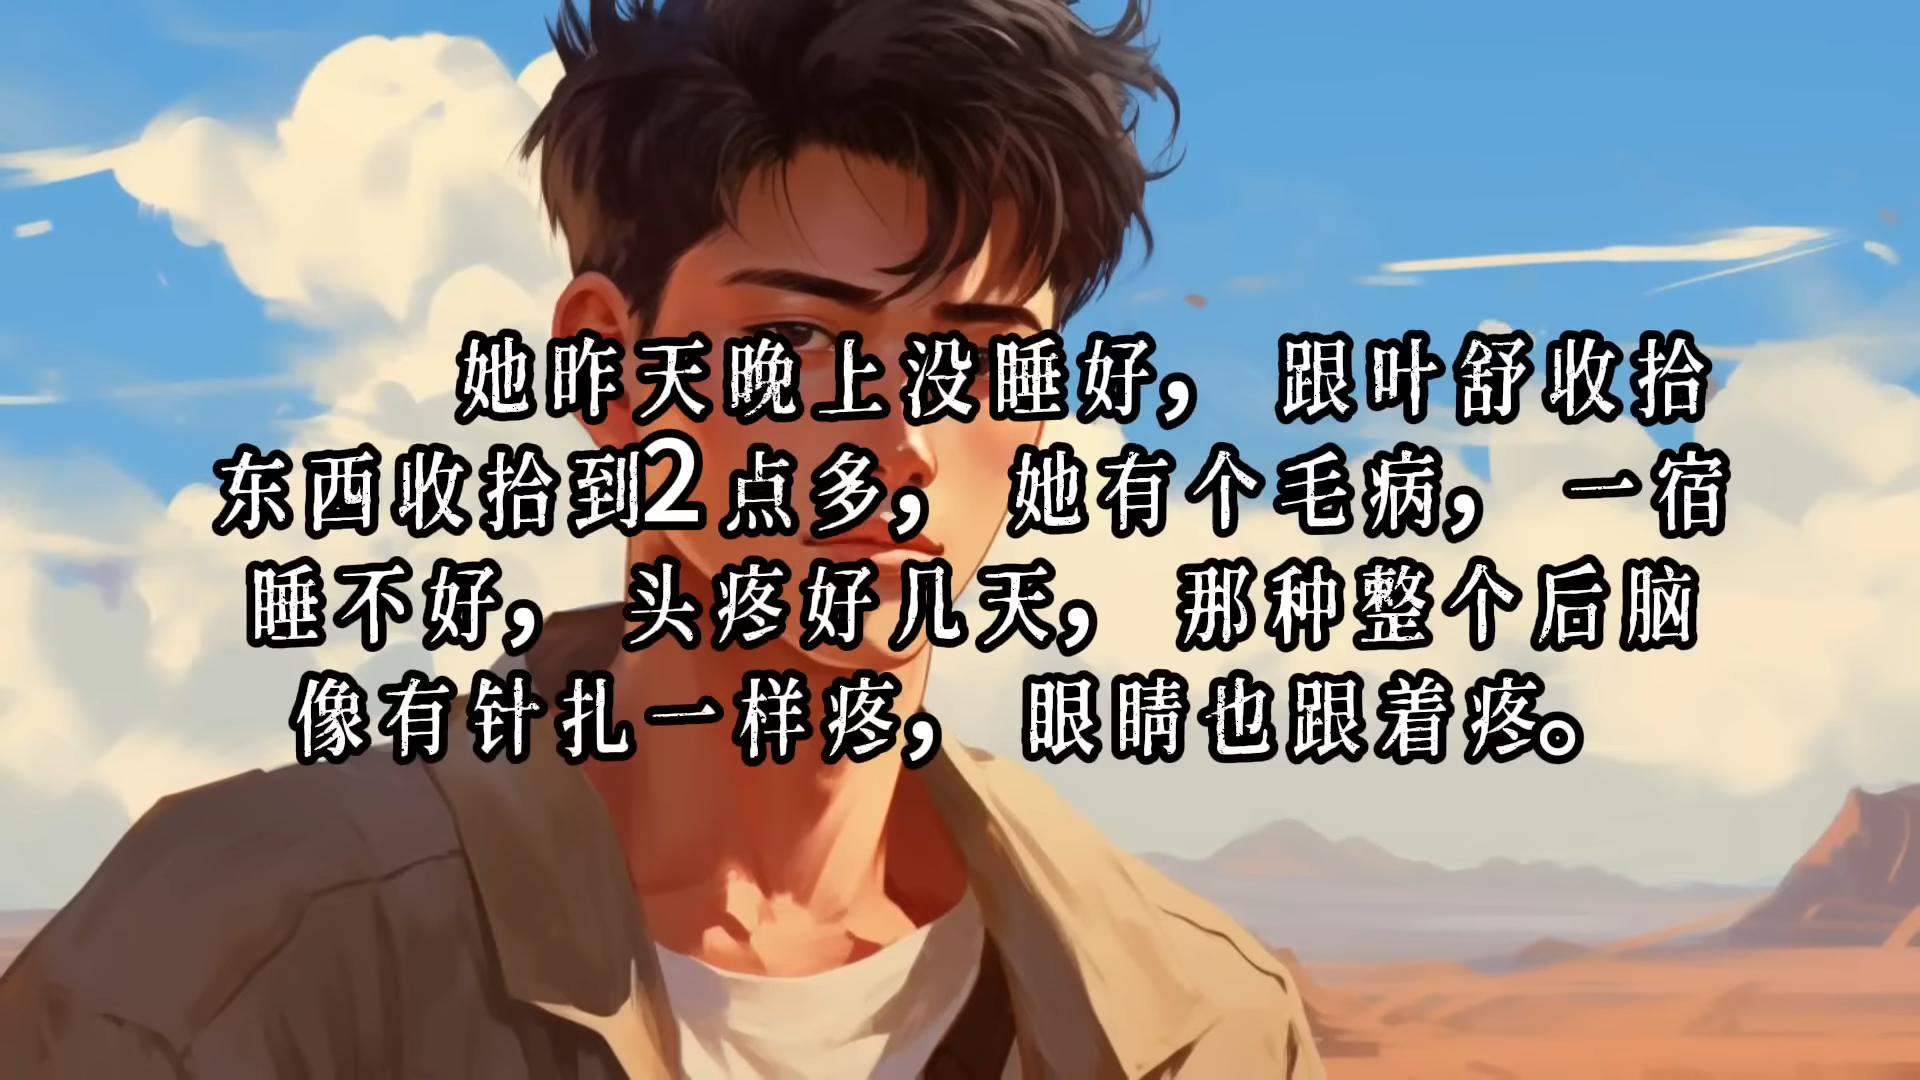 她昨天晚上没睡好，跟叶舒收拾
东西收拾到2点多，她有个毛病，一宿
睡不好，头疼好几天，那种整个后脑
像有针扎一样疼，眼睛也跟着疼。